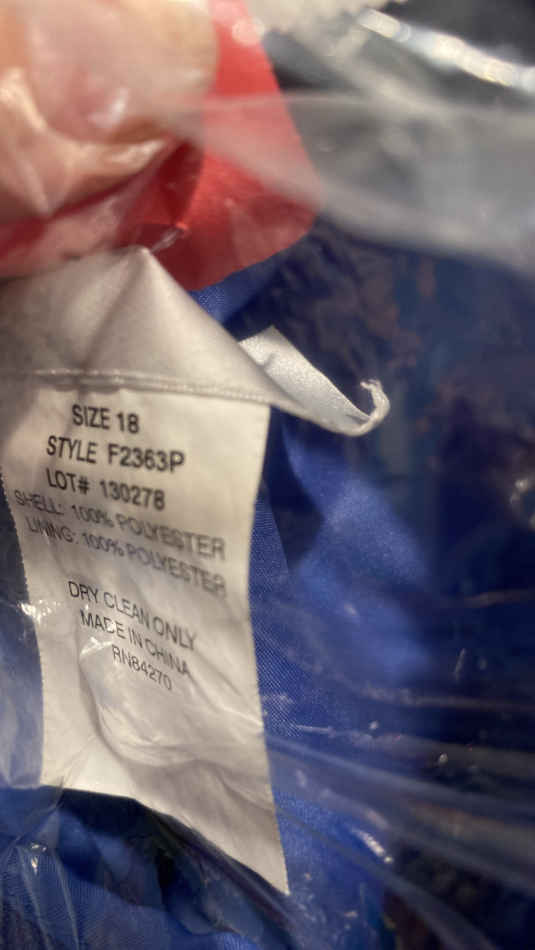 SIZE 18
STYLE F2363P
LOT# 130278
SHELL: 100% POLYESTER
LINING: 100% POLYESTER
DRY CLEAN ONLY
MADE IN CHINA
RN84270